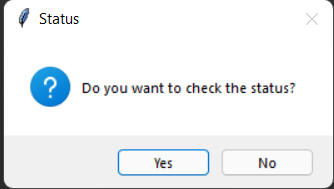 Status
Do you want to check the status?
Yes
No